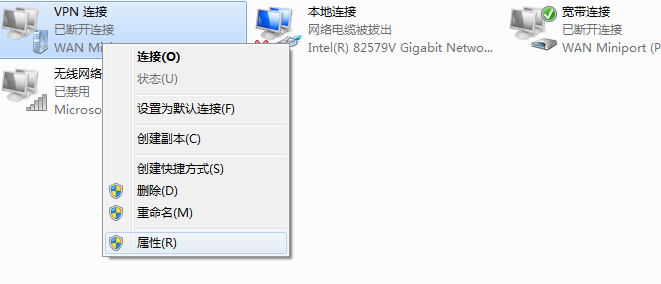 VPN 连接
已断开连接
WAN Mini
本地连接
网络电缆被拔出
Intel(R) 82579V Gigabit Netwo...
宽带连接
已断开连接
WAN Miniport (P
无线网络
已禁用
Microso
连接(O)
状态(U)
设置为默认连接(F)
创建副本(C)
创建快捷方式(S)
删除(D)
重命名(M)
属性(R)